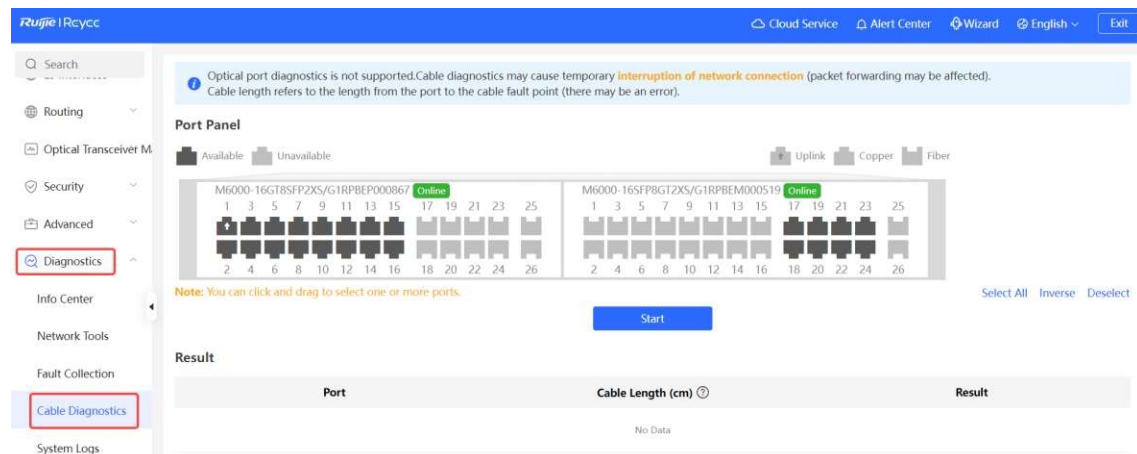 Ruijie | Rcycc
Cloud Service Alert Center Wizard English Exit
Search
Routing
Optical Transceiver M
Security
Advanced
Diagnostics
Info Center
Network Tools
Fault Collection
Cable Diagnostics
System Logs
Optical port diagnostics is not supported.Cable diagnostics may cause temporary interruption of network connection (packet forwarding may be affected).
Cable length refers to the length from the port to the cable fault point (there may be an error).
Port Panel
Available Unavailable
Uplink Copper Fiber
M6000-16GT8SFP2XS/G1RPBEP000867 Online
1 3 5 7 9 11 13 15 17 19 21 23 25
2 4 6 8 10 12 14 16 18 20 22 24 26
M6000-16SFP8GT2XS/G1RPBEM000519 Online
1 3 5 7 9 11 13 15 17 19 21 23 25
2 4 6 8 10 12 14 16 18 20 22 24 26
Note: You can click and drag to select one or more ports.
Select All Inverse Deselect
Start
Result
Port Cable Length (cm) Result
No Data